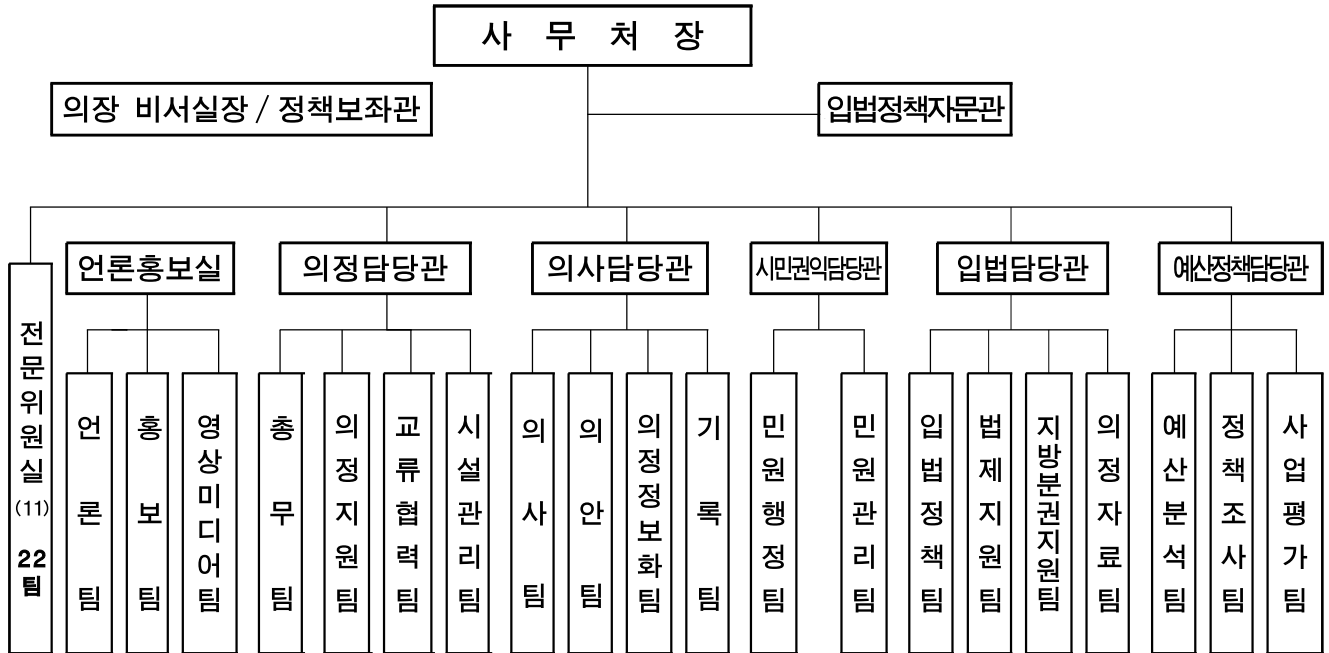 사 무 처 장
의장 비서실장 / 정책보좌관
입법정책자문관
언론홍보실
의정담당관
의사담당관
시민권익담당관
입법담당관
예산정책담당관
전문위원실
(11)
22
팀
언론팀
홍보팀
영상미디어팀
총무팀
의정지원팀
교류협력팀
시설관리팀
의사팀
의안팀
의정정보화팀
기록팀
민원행정팀
민원관리팀
입법정책팀
법제지원팀
지방분권지원팀
의정자료팀
예산분석팀
정책조사팀
사업평가팀